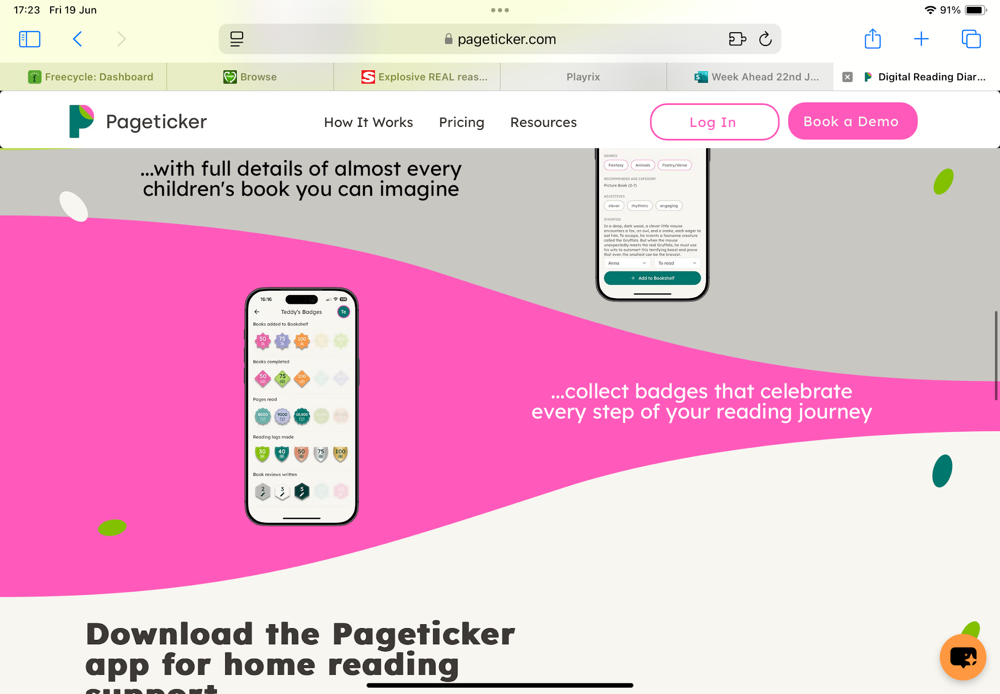 17:23 Fri 19 Jun
91%
pageticker.com
Freecycle: Dashboard
Browse
Explosive REAL reas...
Playrix
Week Ahead 22nd J...
Digital Reading Diar...
Pageticker
How It Works
Pricing
Resources
Log In
Book a Demo
...with full details of almost every
children's book you can imagine
GENRES
Fantasy Animals Poetry/Verse
RECOMMENDED AGE CATEGORY
Picture Book (2-7)
ADJECTIVES
clever rhythmic engaging
SYNOPSIS
In a deep, dark wood, a clever little mouse
encounters a fox, an owl, and a snake, each eager to
eat him. To escape, he invents a fearsome creature
called the Gruffalo. But when the mouse
unexpectedly meets the real Gruffalo, he must use
his wits to outsmart this terrifying beast and prove
that even the smallest can be the bravest.
Anna To read
+ Add to Bookshelf
16:16 100
Teddy's Badges Te
Books added to Bookshelf
50 75 100
Books completed
50 75 100
Pages read
8000 9000 10,000
Reading logs made
30 40 50 75 100
Book reviews written
2 3 5
...collect badges that celebrate
every step of your reading journey
Download the Pageticker
app for home reading
support